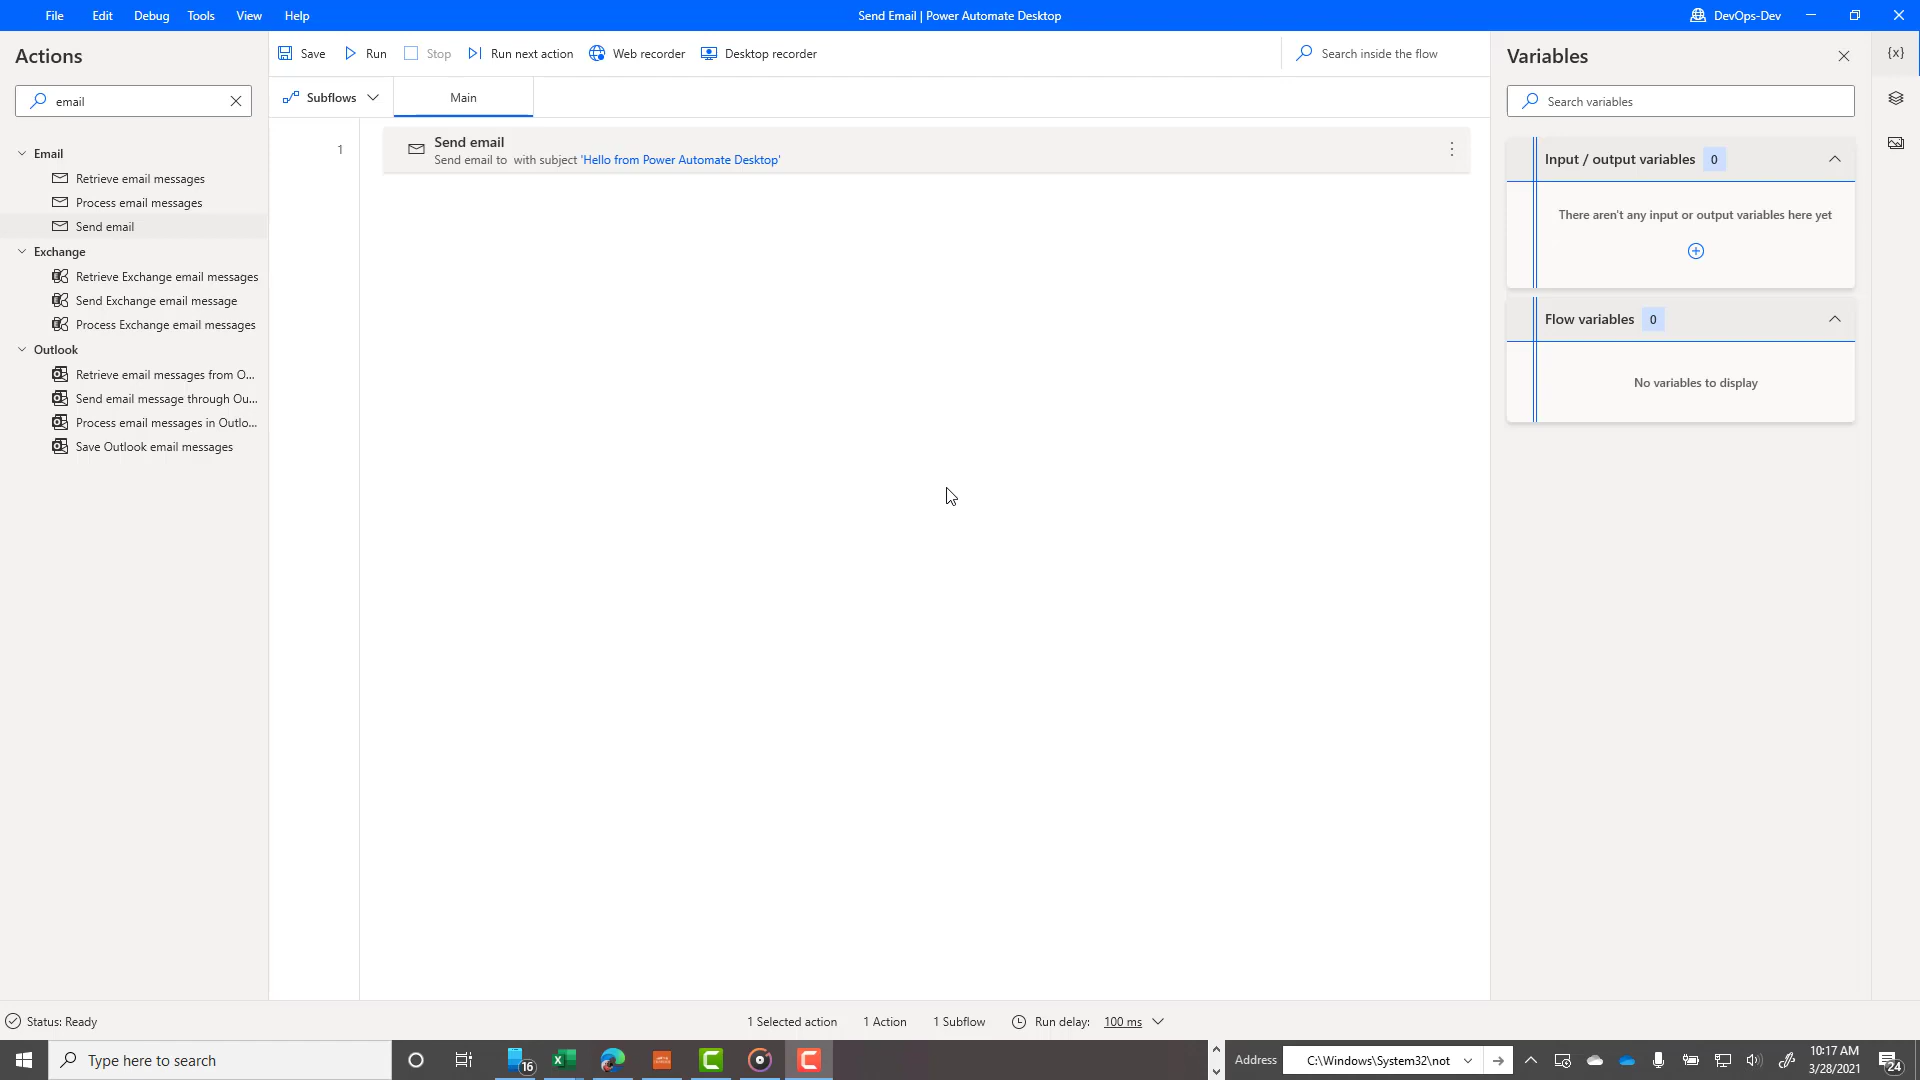 File Edit Debug Tools View Help
Send Email | Power Automate Desktop
DevOps-Dev
Actions
email
Email
Retrieve email messages
Process email messages
Send email
Exchange
Retrieve Exchange email messages
Send Exchange email message
Process Exchange email messages
Outlook
Retrieve email messages from O...
Send email message through Ou...
Process email messages in Outlo...
Save Outlook email messages
Save Run Stop Run next action Web recorder Desktop recorder
Search inside the flow
Subflows Main
1
Send email
Send email to with subject 'Hello from Power Automate Desktop'
Variables
{x}
Search variables
Input / output variables 0
There aren't any input or output variables here yet
Flow variables 0
No variables to display
Status: Ready
1 Selected action 1 Action 1 Subflow Run delay: 100 ms
Type here to search
16
Address C:\Windows\System32\not
10:17 AM
3/28/2021
24